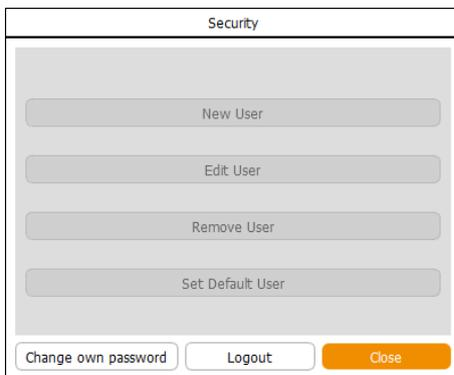 Security
New User
Edit User
Remove User
Set Default User
Change own password Logout Close